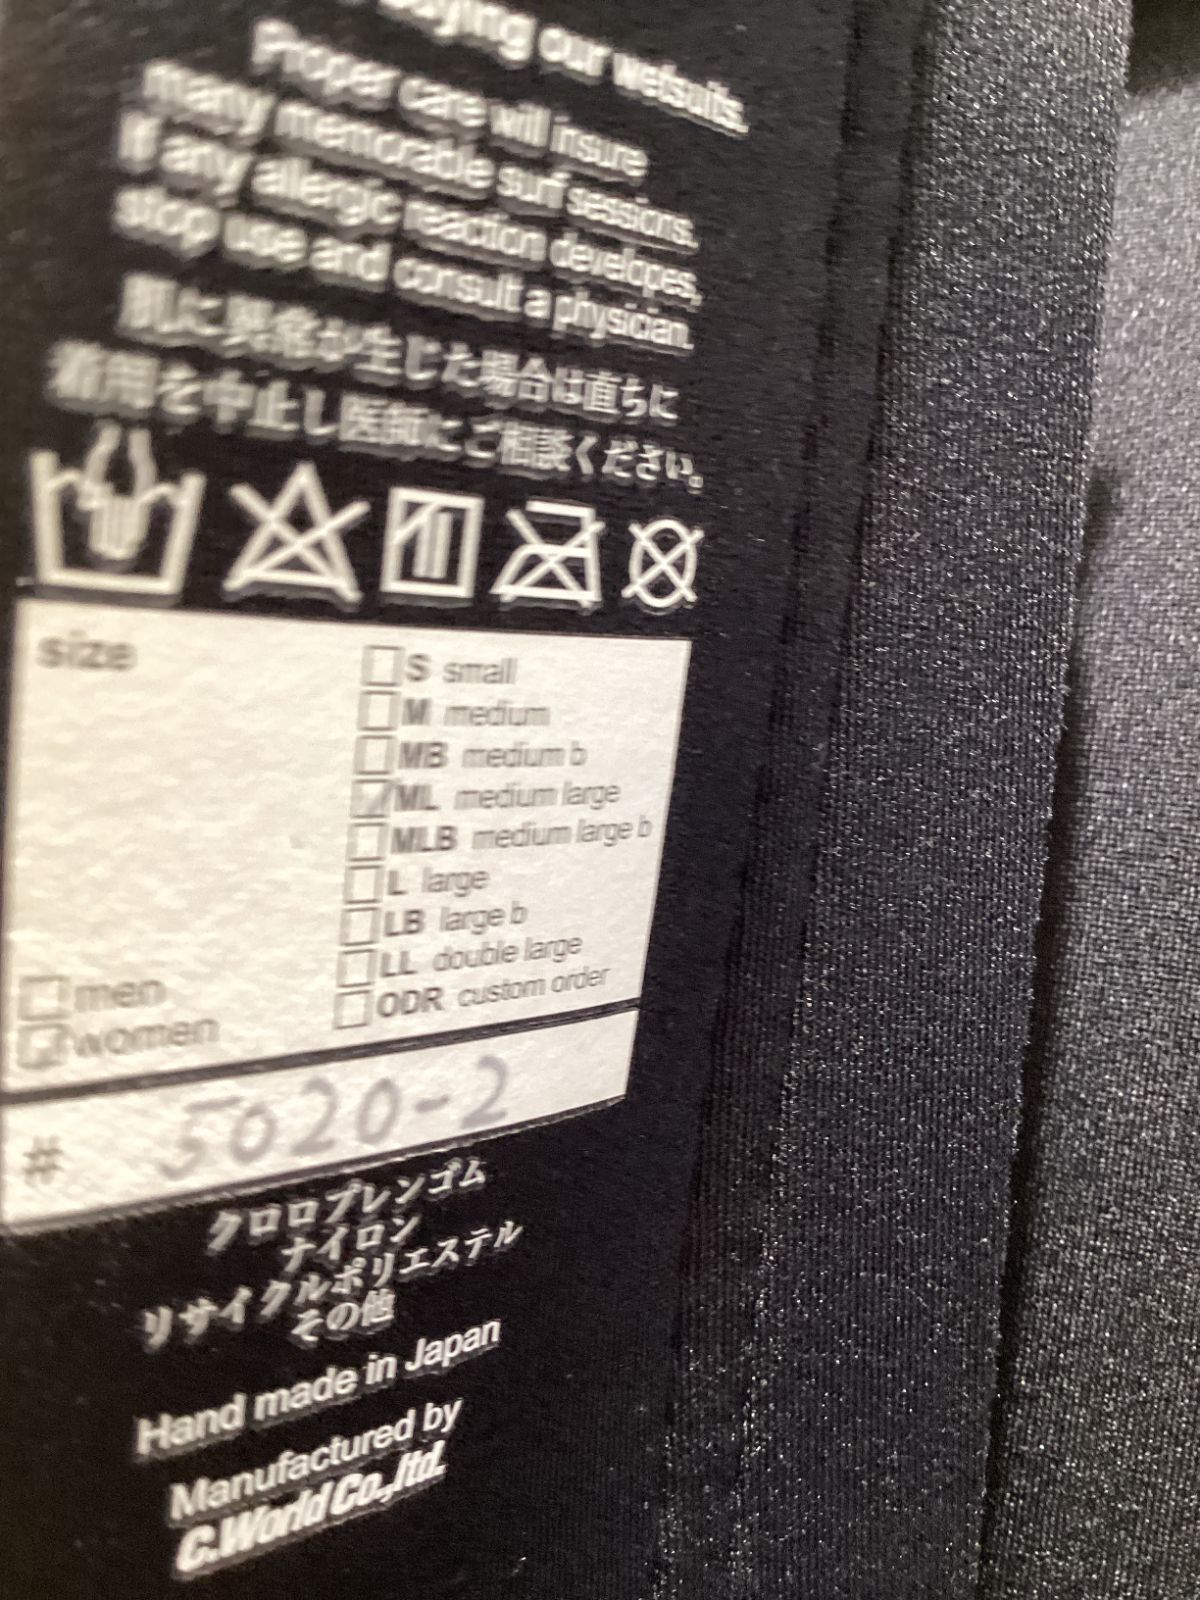 our wetsuits.
Proper care will insure
many memorable surf sessions.
If any allergic reaction developes,
stop use and consult a physician.
肌に異常が生じた場合は直ちに
着用を中止し医師にご相談ください。
size
S small
M medium
MB medium b
ML medium large
MLB medium large b
L large
LB large b
LL double large
ODR custom order
men
women
# 5020-2
クロロプレンゴム
ナイロン
リサイクルポリエステル
その他
Hand made in Japan
Manufactured by
C.World Co.,ltd.